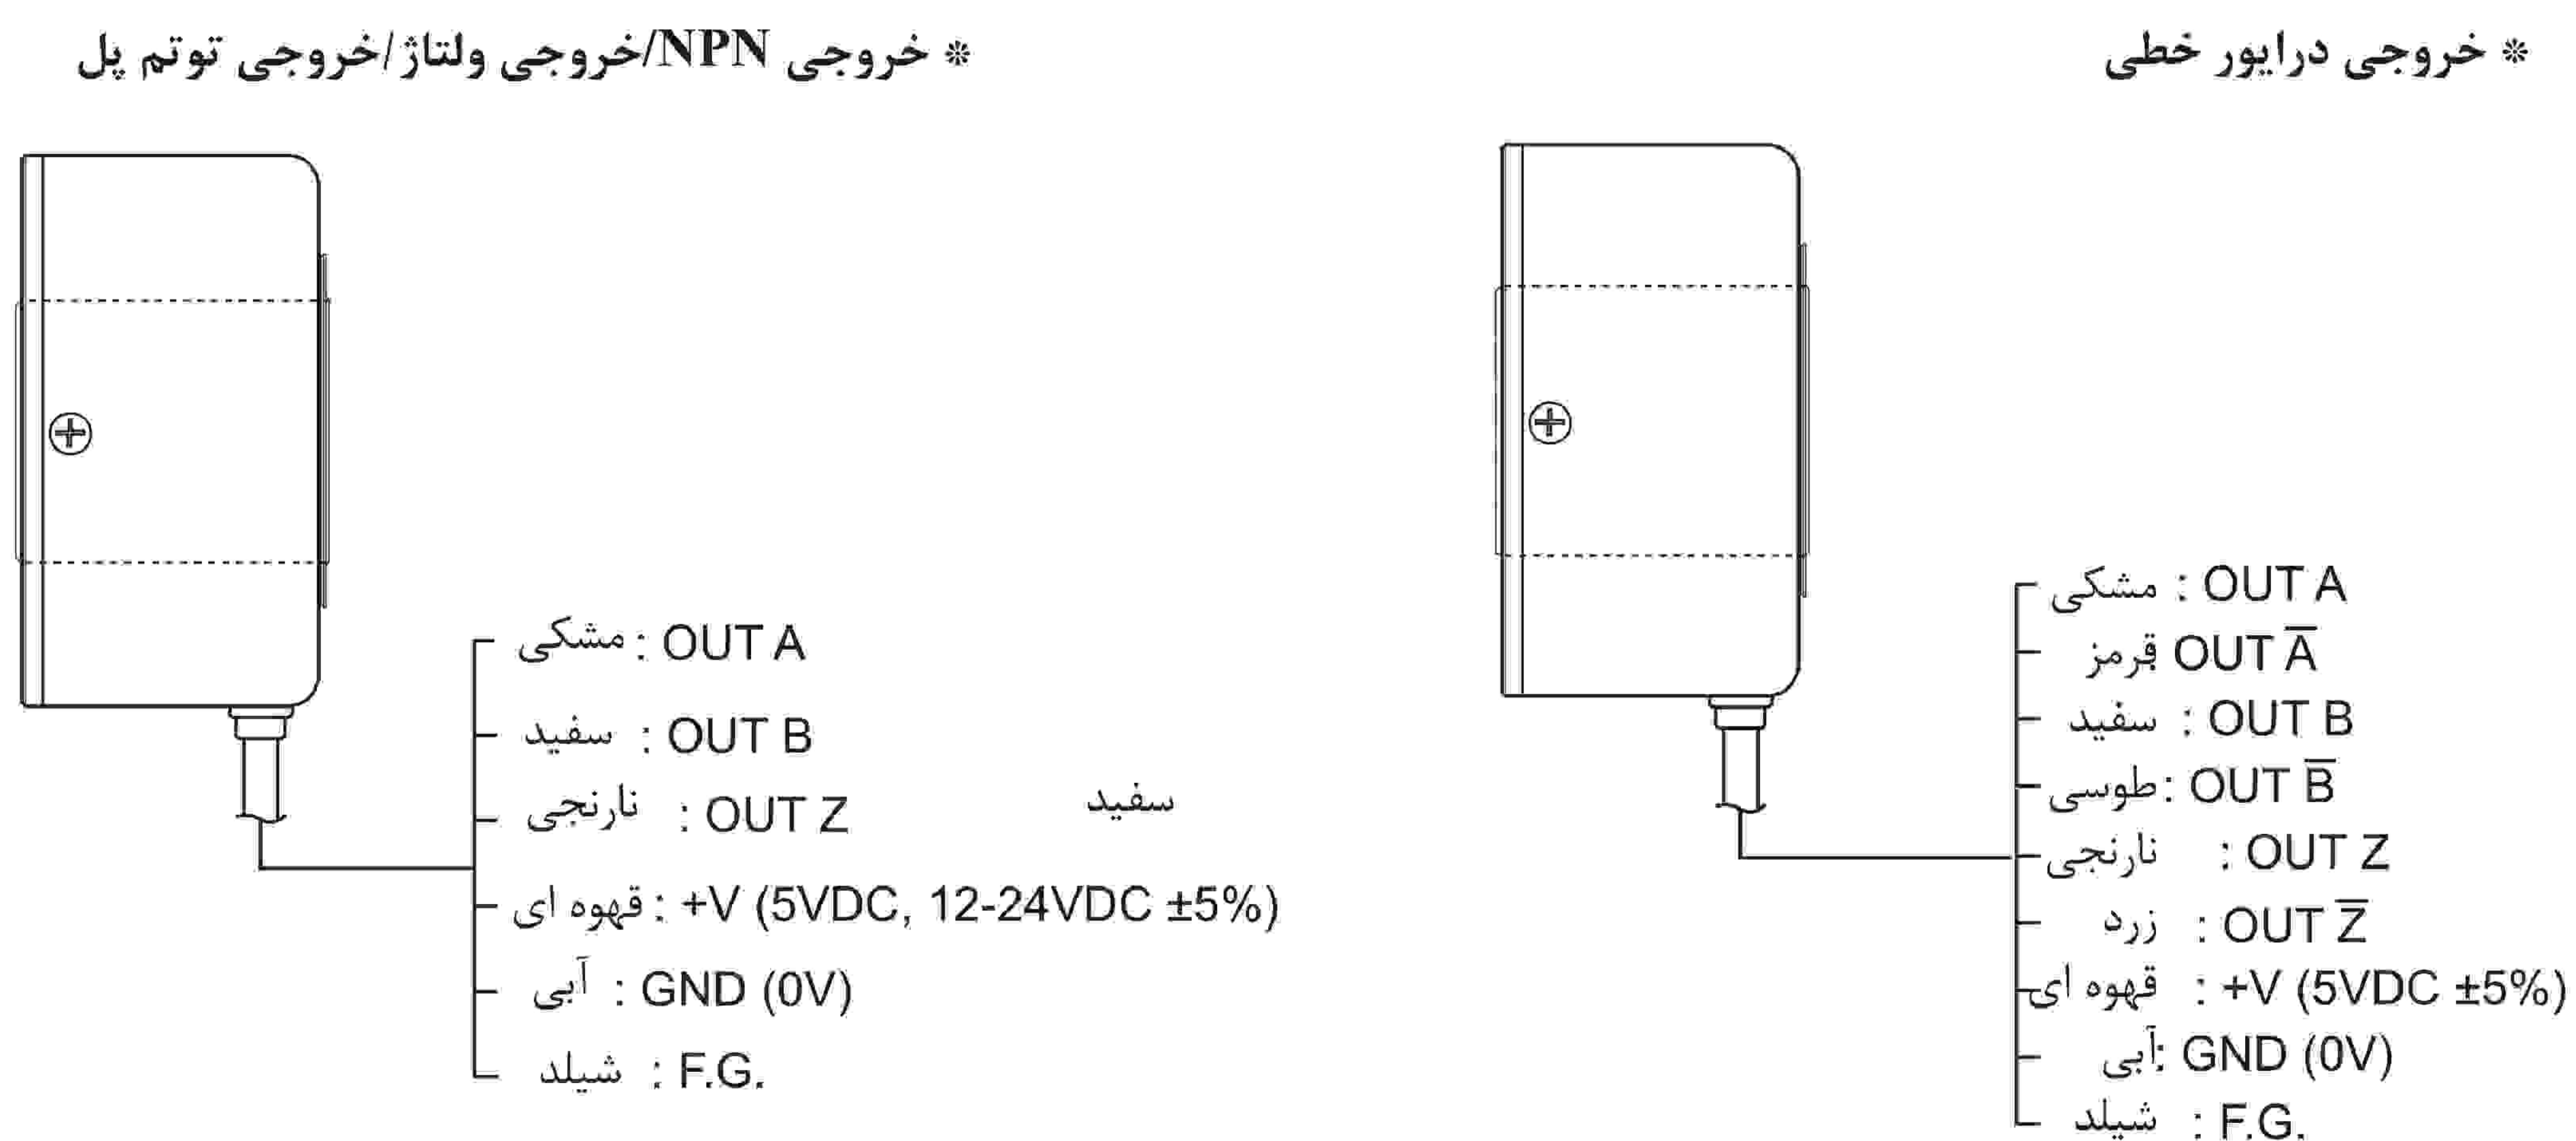 * خروجی NPN/خروجی ولتاژ/خروجی توتم پل
مشکی : OUT A
سفید : OUT B
نارنجی : OUT Z
سفید
قهوه ای : +V (5VDC, 12-24VDC ±5%)
آبی : GND (0V)
شیلد : F.G.
* خروجی درایور خطی
مشکی : OUT A
قرمز OUT A̅
سفید : OUT B
طوسی : OUT B̅
نارنجی : OUT Z
زرد : OUT Z̅
قهوه ای : +V (5VDC ±5%)
آبی : GND (0V)
شیلد : F.G.